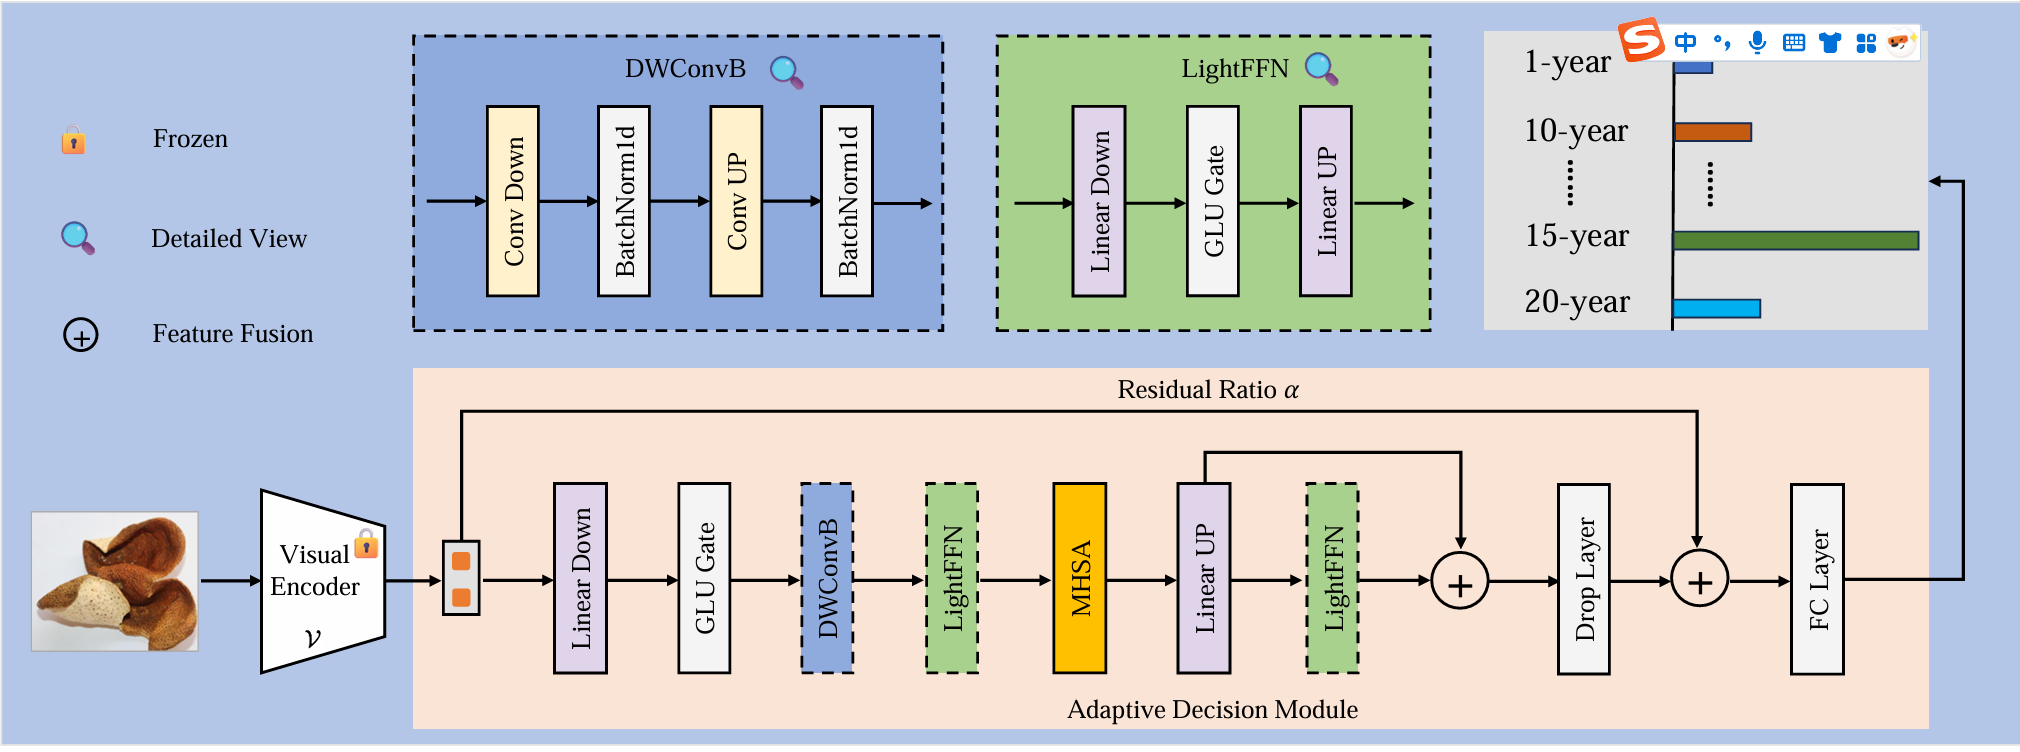 Frozen
Detailed View
Feature Fusion
DWConvB
Conv Down
BatchNorm1d
Conv UP
BatchNorm1d
LightFFN
Linear Down
GLU Gate
Linear UP
S 中
1-year
10-year
15-year
20-year
Residual Ratio α
Visual
Encoder
𝒱
Linear Down
GLU Gate
DWConvB
LightFFN
MHSA
Linear UP
LightFFN
+
Drop Layer
+
FC Layer
Adaptive Decision Module